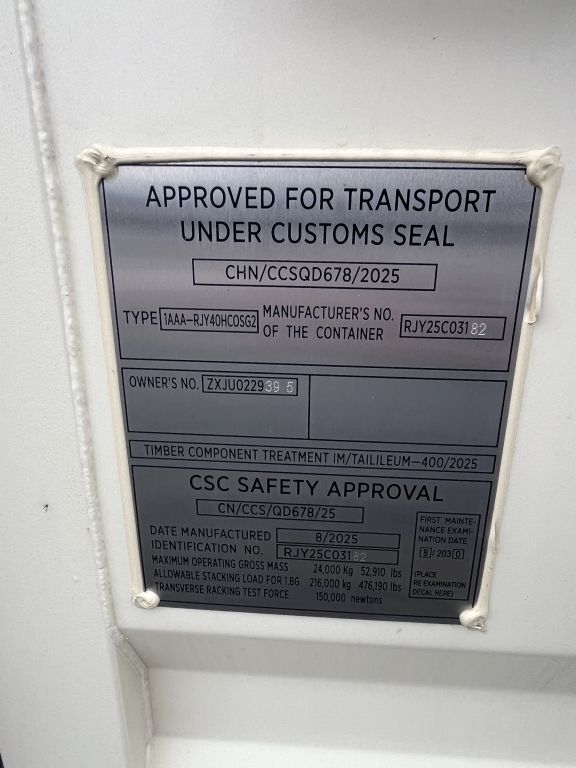 APPROVED FOR TRANSPORT
UNDER CUSTOMS SEAL
CHN/CCSQD678/2025
TYPE 1AAA-RJY40HC0SG2 MANUFACTURER'S NO. OF THE CONTAINER RJY25C03182
OWNER'S NO. ZXJU022939 5
TIMBER COMPONENT TREATMENT IM/TAILILEUM-400/2025
CSC SAFETY APPROVAL
CN/CCS/QD678/25
DATE MANUFACTURED 8/2025
IDENTIFICATION NO. RJY25C03182
MAXIMUM OPERATING GROSS MASS 24,000 kg 52,910 lbs
ALLOWABLE STACKING LOAD FOR 1.8G 216,000 kg 476,190 lbs
TRANSVERSE RACKING TEST FORCE 150,000 newtons
FIRST MAINTE-
NANCE EXAMI-
NATION DATE
8/2030
(PLACE
RE EXAMINATION
DECAL HERE)